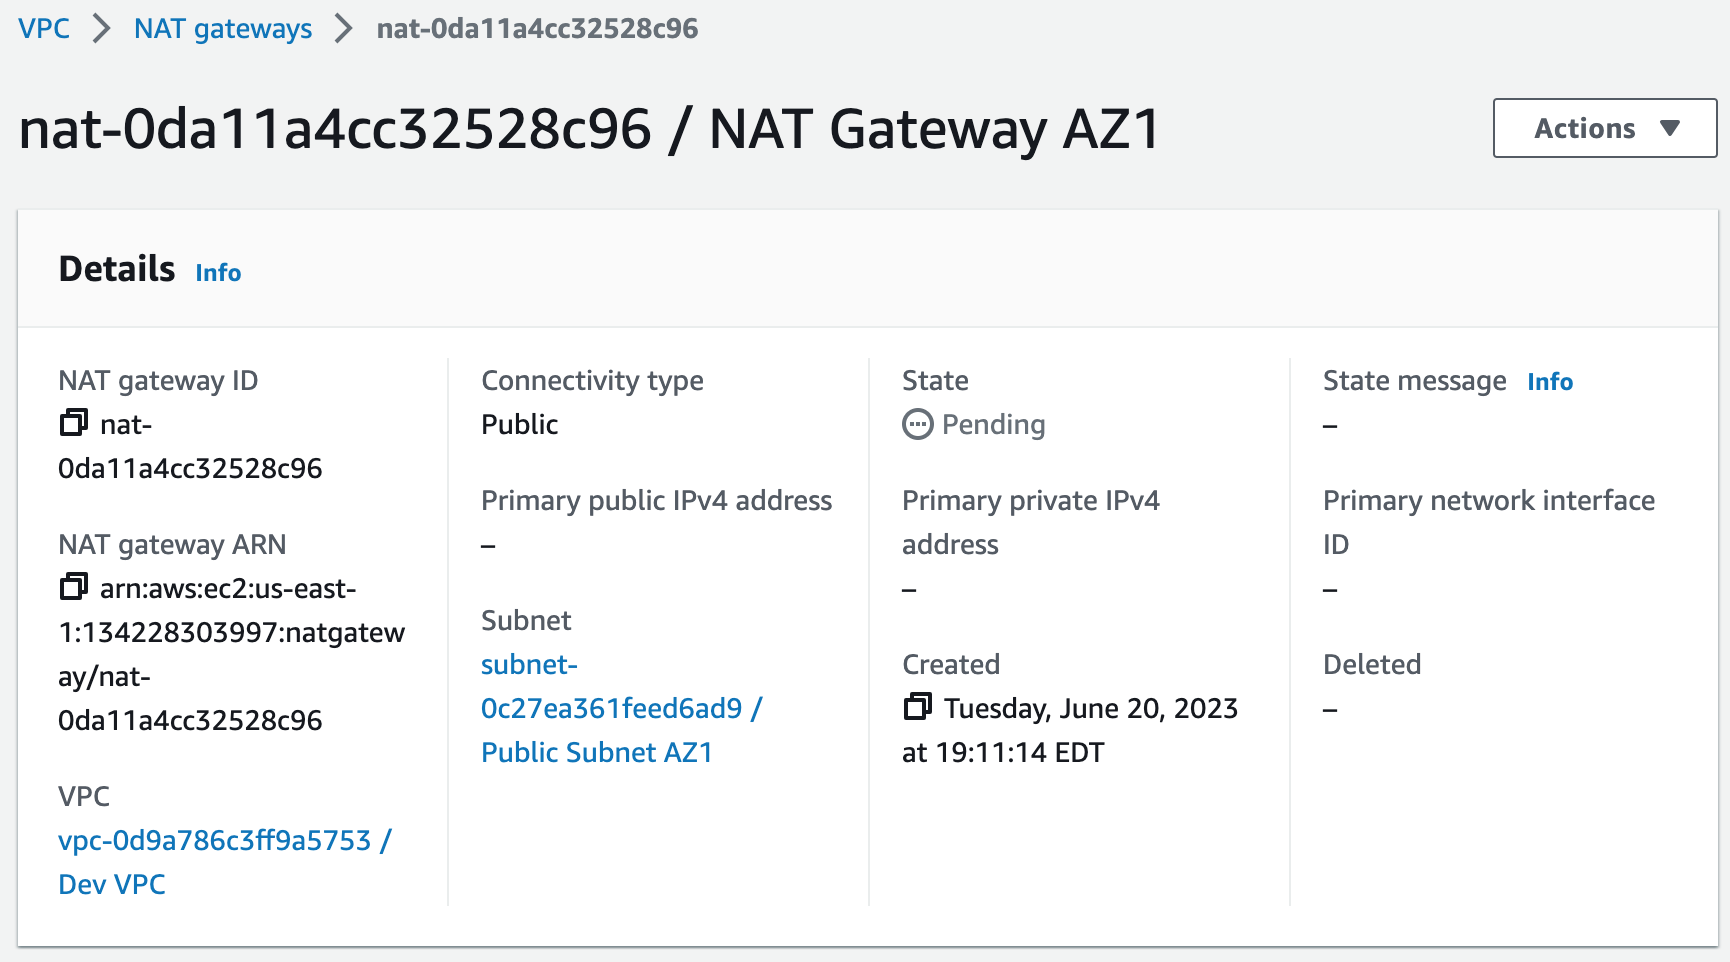 VPC > NAT gateways > nat-0da11a4cc32528c96
nat-0da11a4cc32528c96 / NAT Gateway AZ1
Actions ▼
Details Info
NAT gateway ID
nat-
0da11a4cc32528c96
NAT gateway ARN
arn:aws:ec2:us-east-
1:134228303997:natgatew
ay/nat-
0da11a4cc32528c96
VPC
vpc-0d9a786c3ff9a5753 /
Dev VPC
Connectivity type
Public
Primary public IPv4 address
–
Subnet
subnet-
0c27ea361feed6ad9 /
Public Subnet AZ1
State
Pending
Primary private IPv4
address
–
Created
Tuesday, June 20, 2023
at 19:11:14 EDT
State message Info
–
Primary network interface
ID
–
Deleted
–